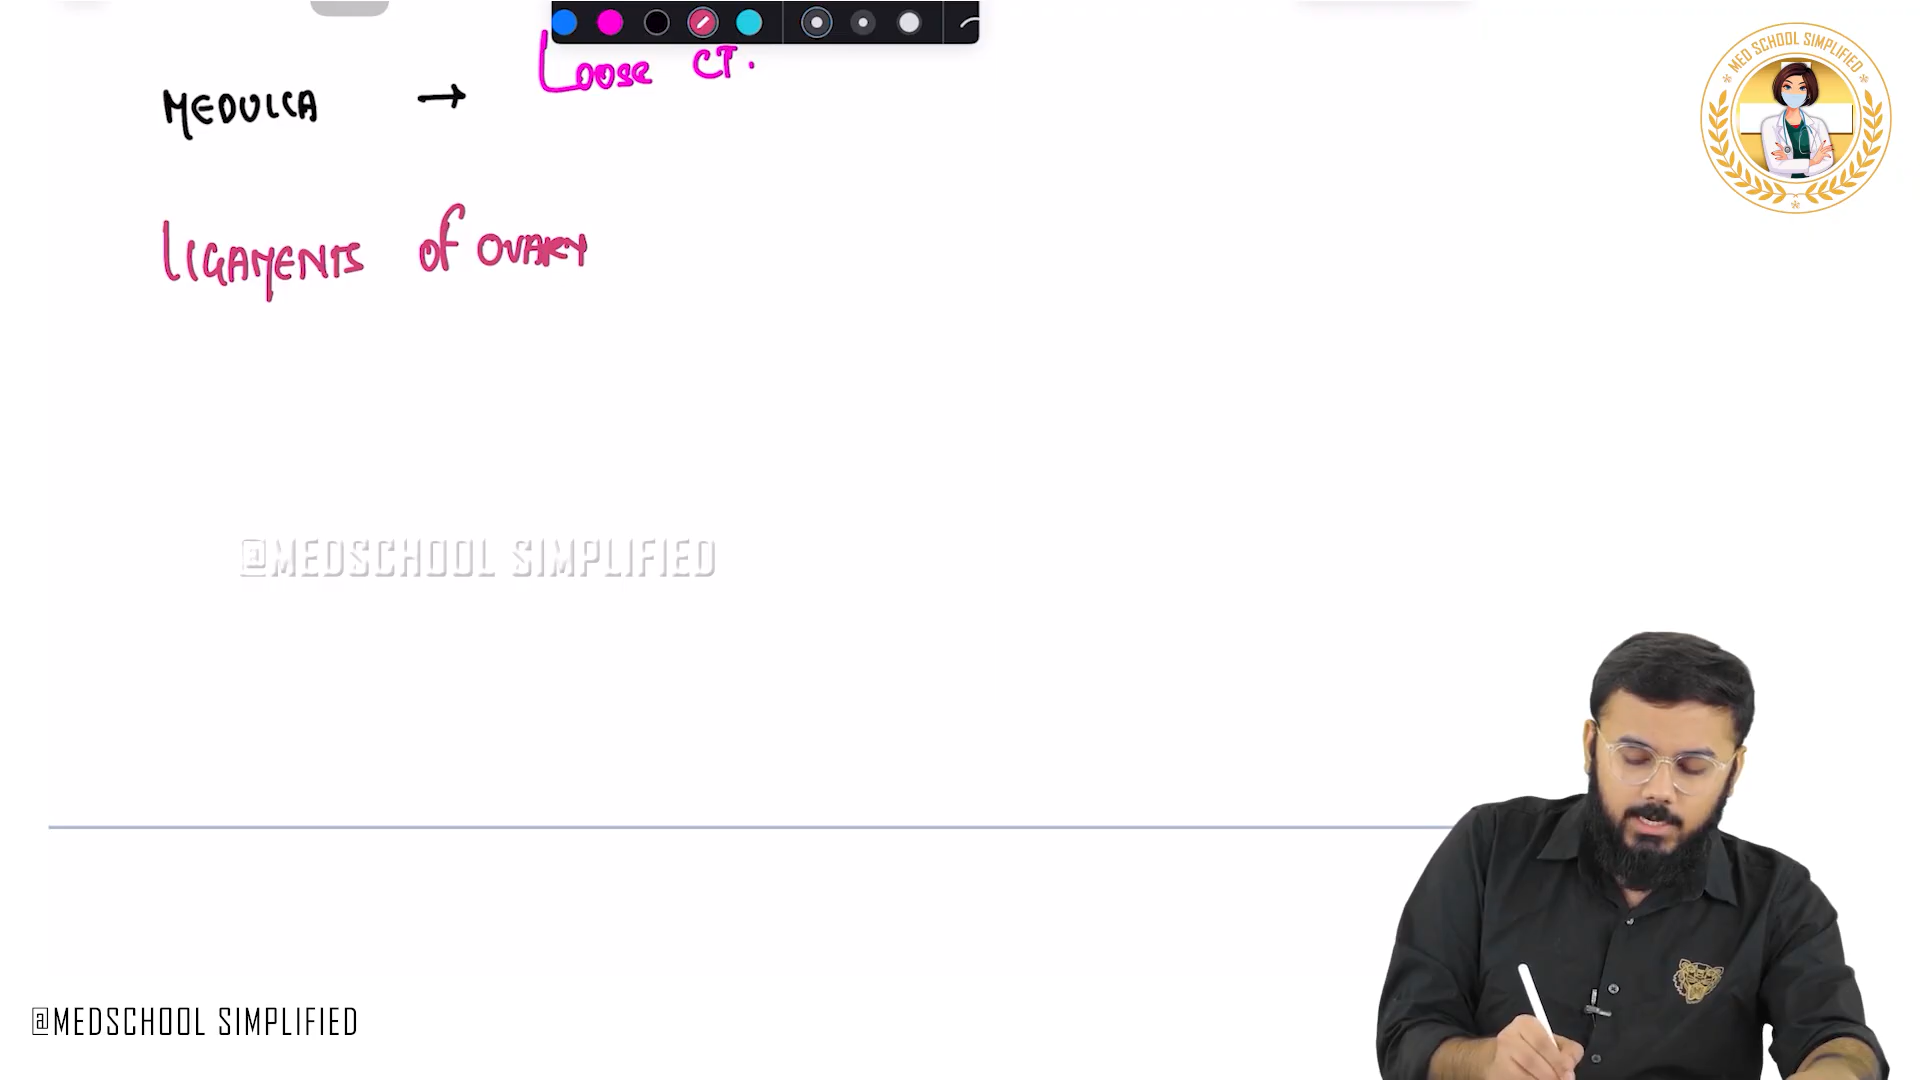 Loose CT.
MEDULLA →
LIGAMENTS of OVARY
@MEDSCHOOL SIMPLIFIED
@MEDSCHOOL SIMPLIFIED
MED SCHOOL SIMPLIFIED